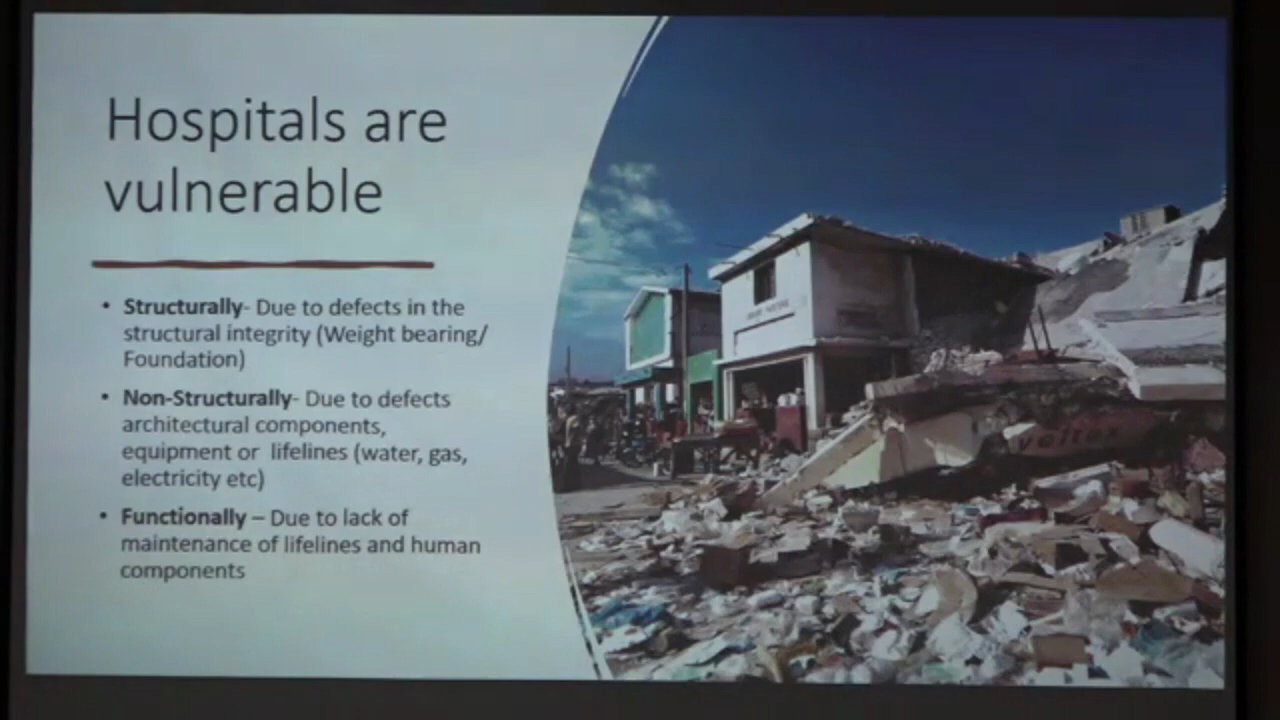 Hospitals are
vulnerable
• Structurally- Due to defects in the
structural integrity (Weight bearing/
Foundation)
• Non-Structurally- Due to defects
architectural components,
equipment or lifelines (water, gas,
electricity etc)
• Functionally – Due to lack of
maintenance of lifelines and human
components